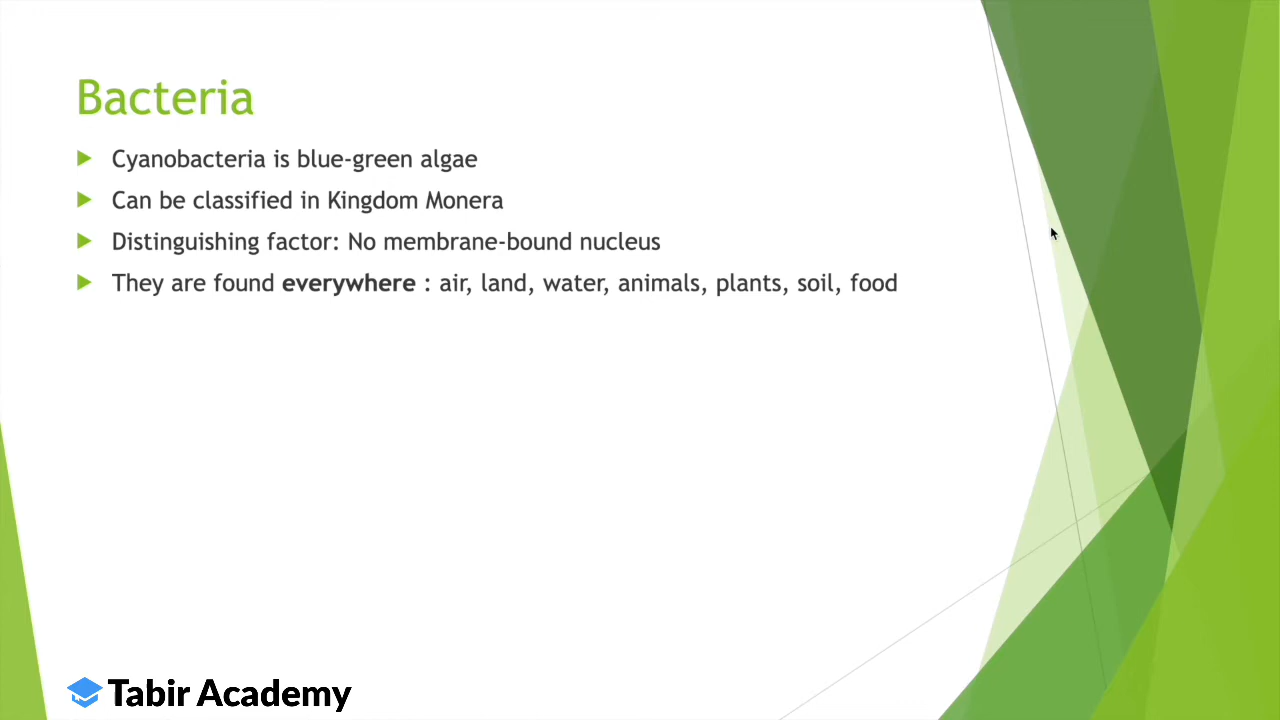 Bacteria
Cyanobacteria is blue-green algae
Can be classified in Kingdom Monera
Distinguishing factor: No membrane-bound nucleus
They are found everywhere : air, land, water, animals, plants, soil, food
Tabir Academy